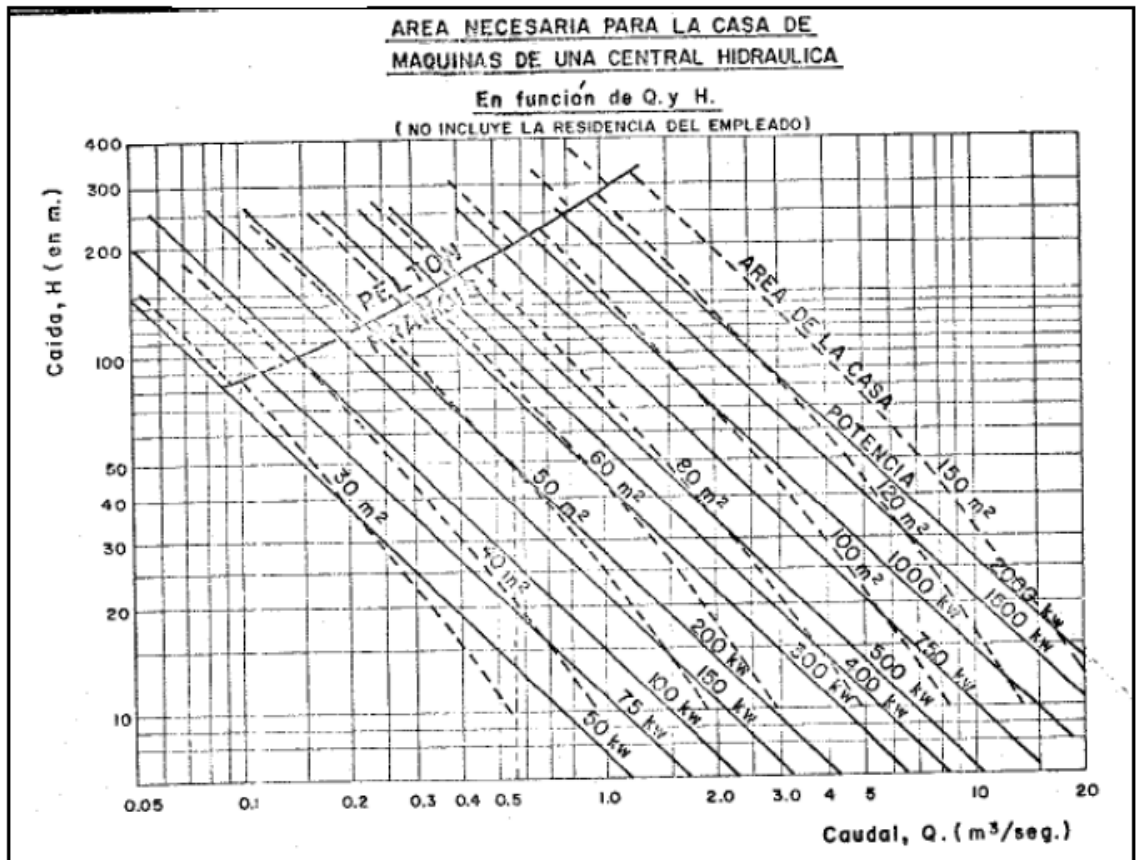 AREA NECESARIA PARA LA CASA DE
MAQUINAS DE UNA CENTRAL HIDRAULICA
En función de Q. y H.
( NO INCLUYE LA RESIDENCIA DEL EMPLEADO )
Caida, H ( en m. )
400
300
200
100
50
40
30
20
10
AREA DE LA CASA
POTENCIA
30 m²
40 m²
50 m²
60 m²
80 m²
100 m²
120 m²
150 m²
50 kw
75 kw
100 kw
150 kw
200 kw
300 kw
400 kw
500 kw
750 kw
1000 kw
1500 kw
2000 kw
0.05 0.1 0.2 0.3 0.4 0.5 1.0 2.0 3.0 4 5 10 20
Caudal, Q. ( m³/seg. )